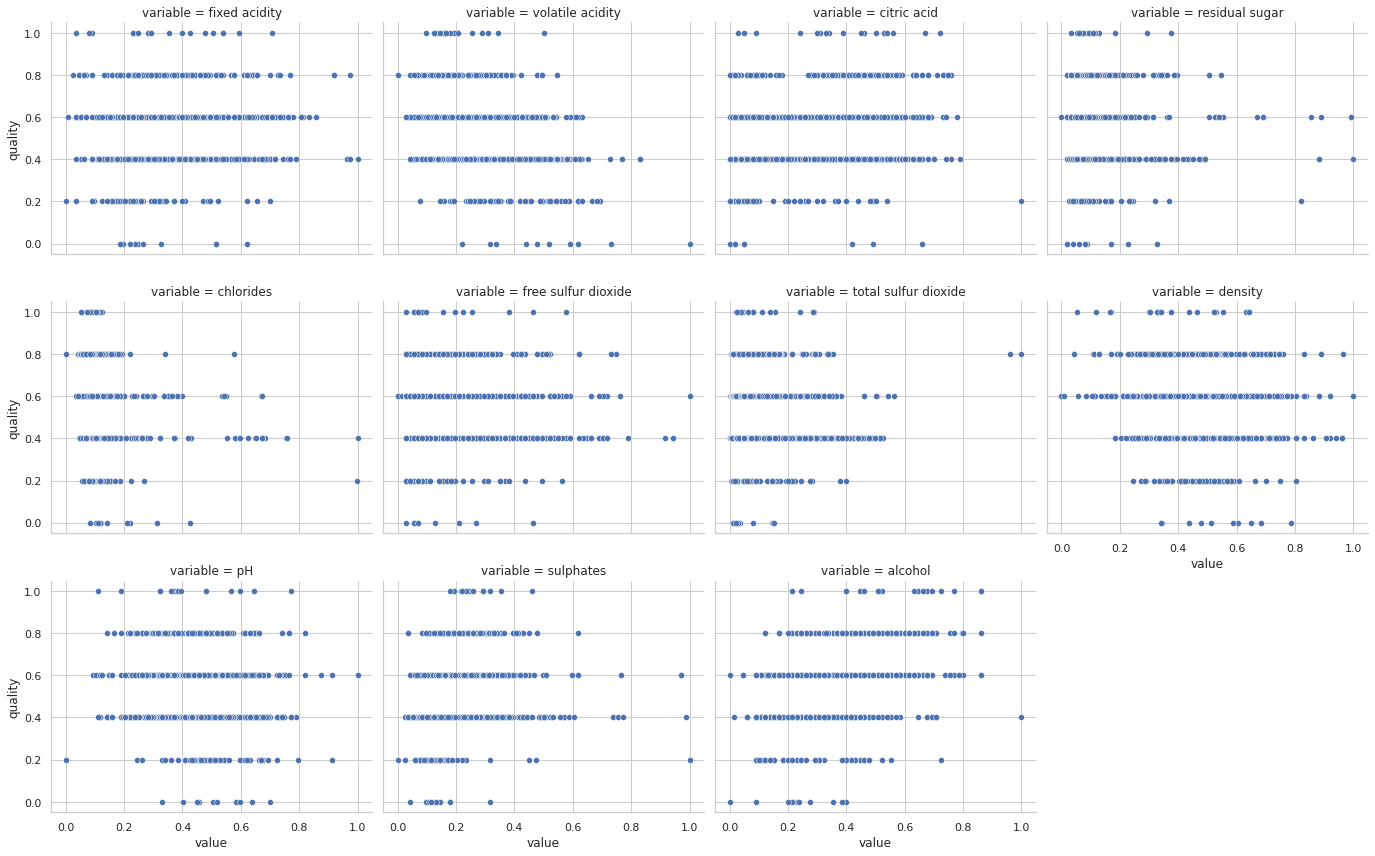 variable = fixed acidity
variable = volatile acidity
variable = citric acid
variable = residual sugar
1.0
0.8
0.6
0.4
0.2
0.0
quality
variable = chlorides
variable = free sulfur dioxide
variable = total sulfur dioxide
variable = density
1.0
0.8
0.6
0.4
0.2
0.0
quality
0.0 0.2 0.4 0.6 0.8 1.0
value
variable = pH
variable = sulphates
variable = alcohol
1.0
0.8
0.6
0.4
0.2
0.0
quality
0.0 0.2 0.4 0.6 0.8 1.0
value
0.0 0.2 0.4 0.6 0.8 1.0
value
0.0 0.2 0.4 0.6 0.8 1.0
value